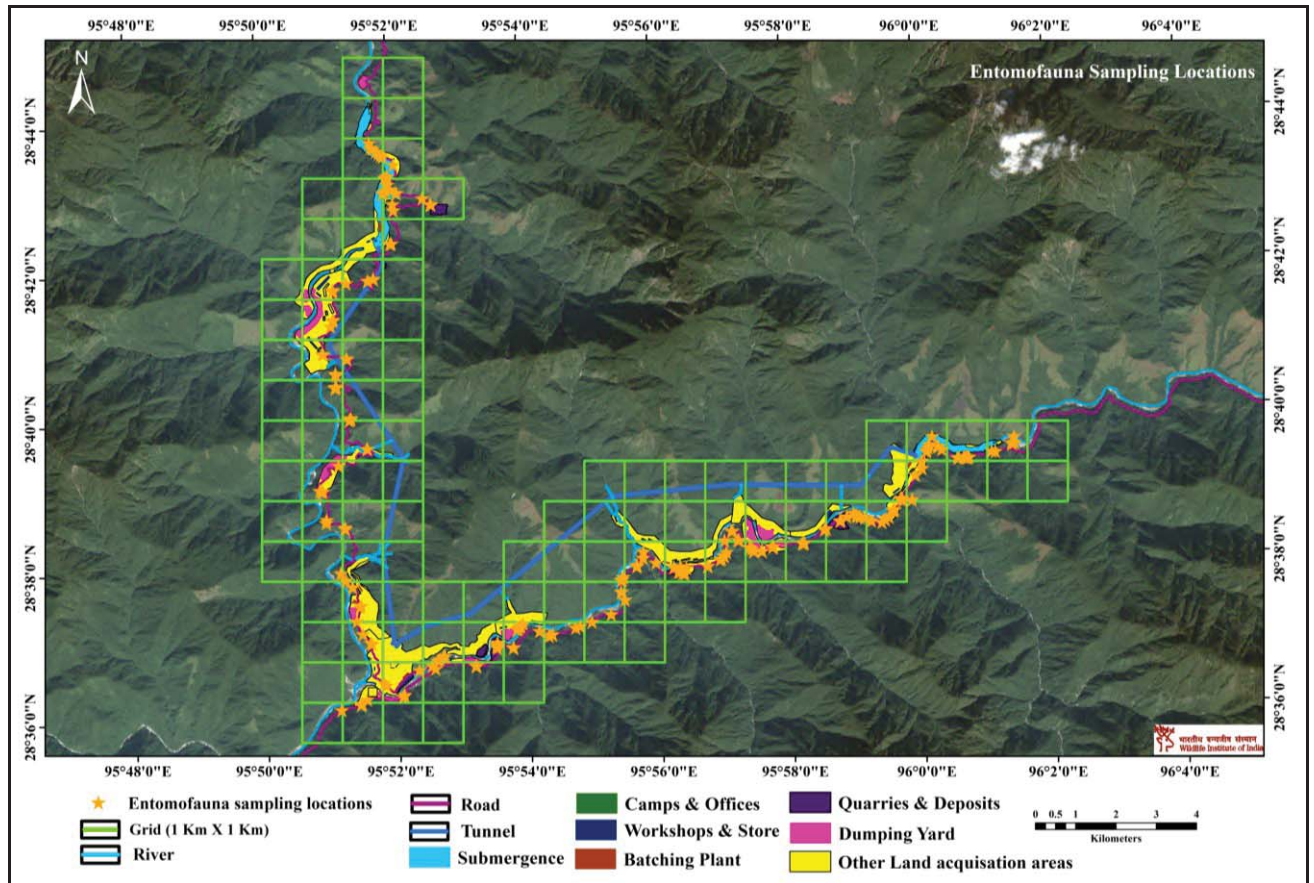 95°48'0"E 95°50'0"E 95°52'0"E 95°54'0"E 95°56'0"E 95°58'0"E 96°0'0"E 96°2'0"E 96°4'0"E
N
Entomofauna Sampling Locations
28°44'0"N 28°44'0"N
28°42'0"N 28°42'0"N
28°40'0"N 28°40'0"N
28°38'0"N 28°38'0"N
28°36'0"N 28°36'0"N
भारतीय वन्यजीव संस्थान
Wildlife Institute of India
95°48'0"E 95°50'0"E 95°52'0"E 95°54'0"E 95°56'0"E 95°58'0"E 96°0'0"E 96°2'0"E 96°4'0"E
Entomofauna sampling locations
Grid (1 Km X 1 Km)
River
Road
Tunnel
Submergence
Camps & Offices
Workshops & Store
Batching Plant
Quarries & Deposits
Dumping Yard
Other Land acquisation areas
0 0.5 1 2 3 4
Kilometers